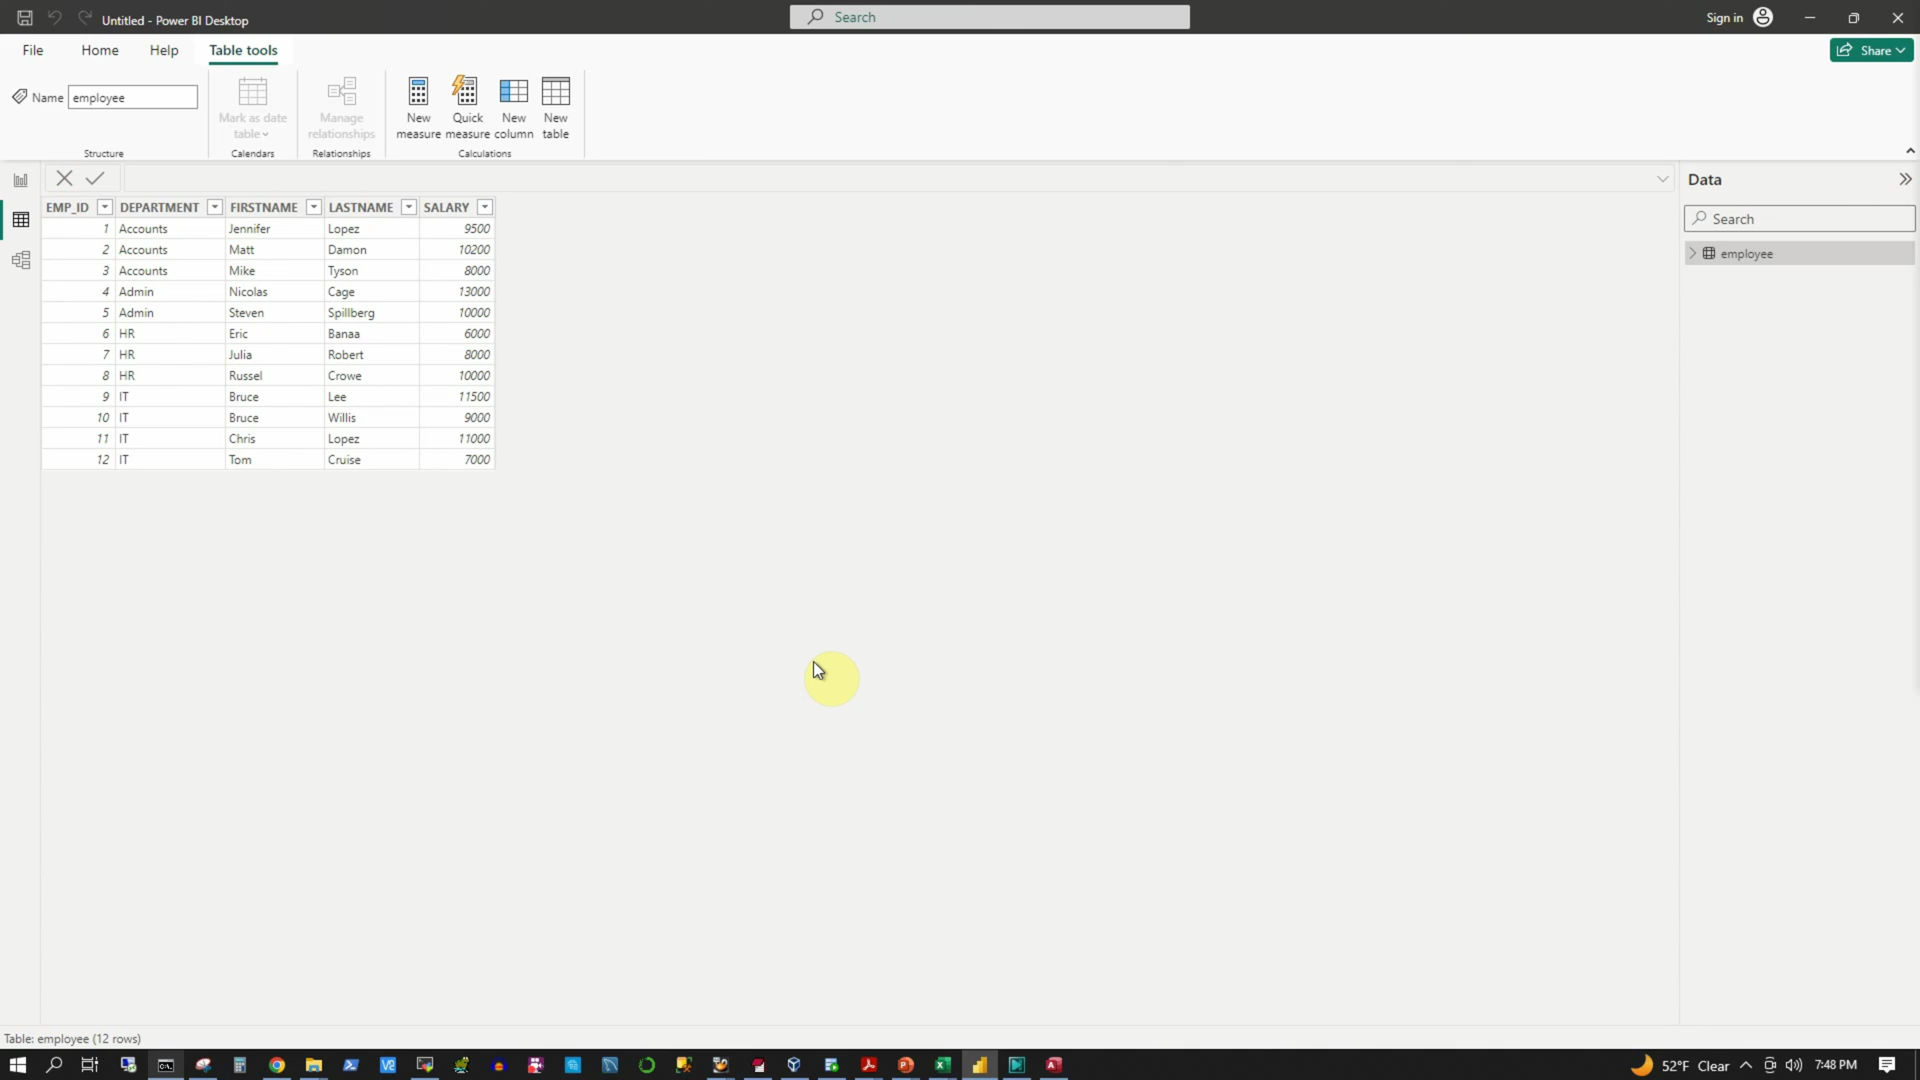 Untitled - Power BI Desktop
Search
Sign in
File
Home
Help
Table tools
Share
Name
employee
Mark as date
table
Manage
relationships
New
measure
Quick
measure
New
column
New
table
Structure
Calendars
Relationships
Calculations
Data
Search
employee
EMP_ID DEPARTMENT FIRSTNAME LASTNAME SALARY
1 Accounts Jennifer Lopez 9500
2 Accounts Matt Damon 10200
3 Accounts Mike Tyson 8000
4 Admin Nicolas Cage 13000
5 Admin Steven Spillberg 10000
6 HR Eric Banaa 6000
7 HR Julia Robert 8000
8 HR Russel Crowe 10000
9 IT Bruce Lee 11500
10 IT Bruce Willis 9000
11 IT Chris Lopez 11000
12 IT Tom Cruise 7000
Table: employee (12 rows)
52°F Clear
7:48 PM